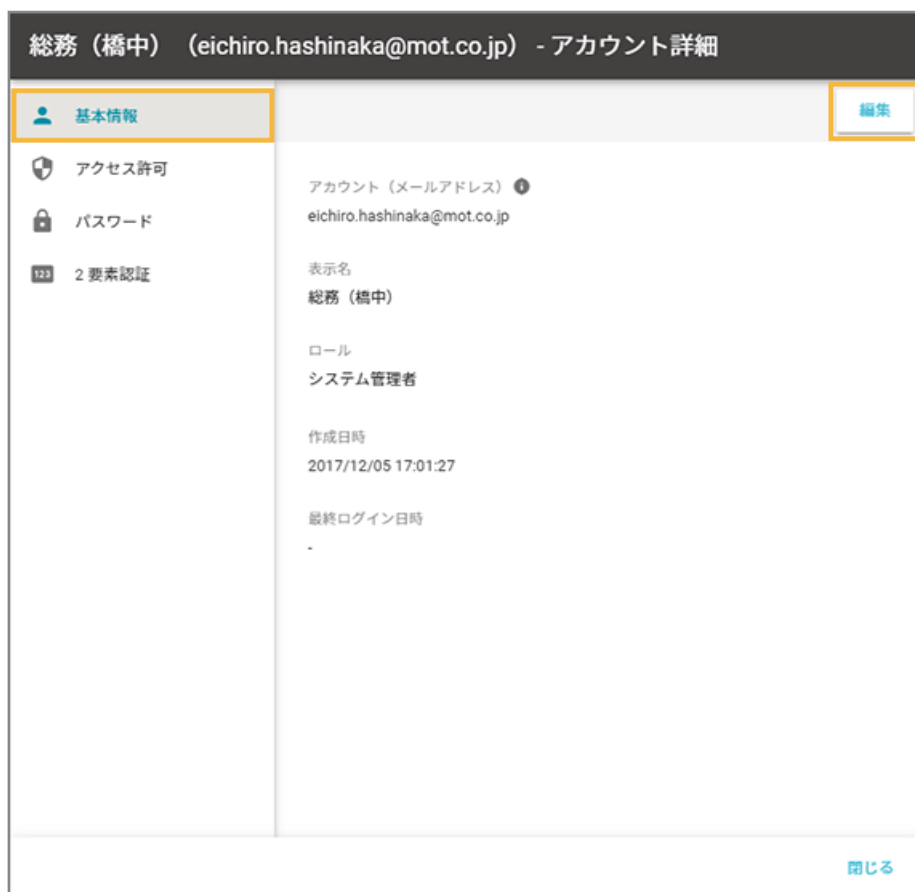 総務（橋中）（eichiro.hashinaka@mot.co.jp） - アカウント詳細
基本情報
編集
アクセス許可
パスワード
123 2 要素認証
アカウント（メールアドレス）
eichiro.hashinaka@mot.co.jp
表示名
総務（橋中）
ロール
システム管理者
作成日時
2017/12/05 17:01:27
最終ログイン日時
-
閉じる